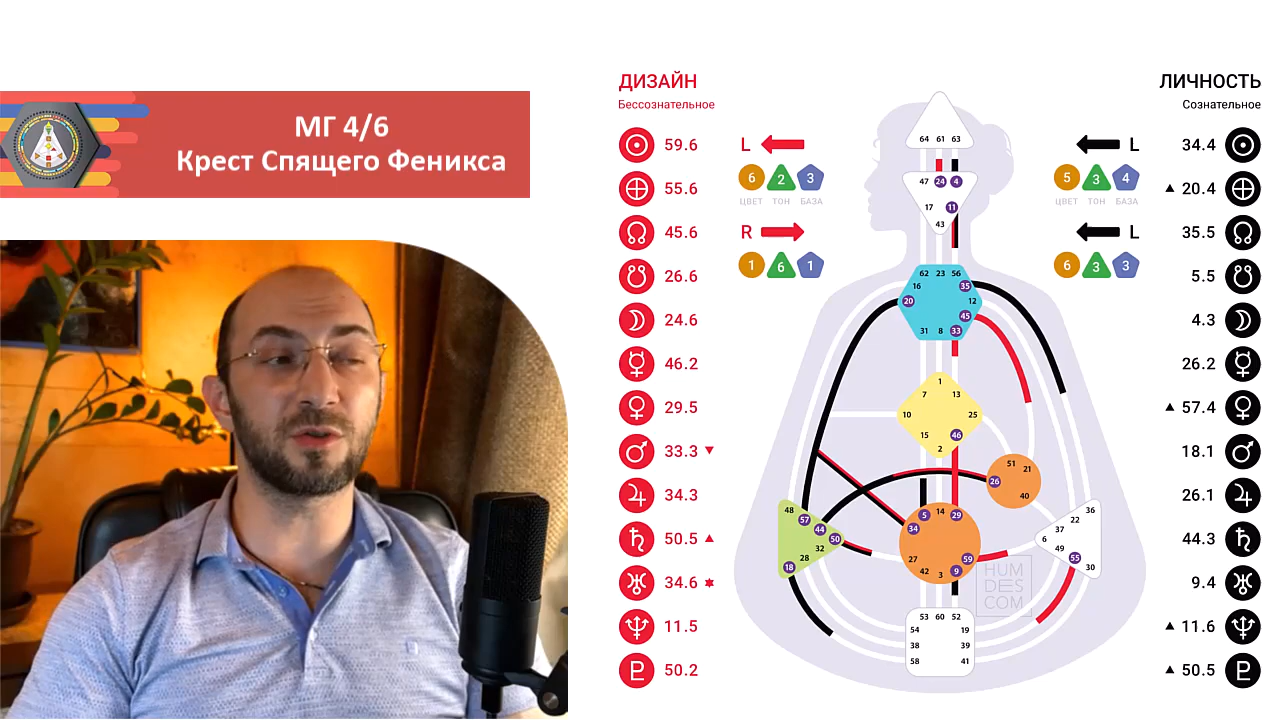 МГ 4/6
Крест Спящего Феникса
ДИЗАЙН
Бессознательное
59.6
55.6
45.6
26.6
24.6
46.2
29.5
33.3
34.3
50.5
34.6
11.5
50.2
L
6 2 3
ЦВЕТ ТОН БАЗА
R
1 6 1
64 61 63
47 24 4
17 11
43
62 23 56
16 35
20 12
45
31 8 33
1
7 13
10 25
15 46
2
51 21
26
40
48
57
44
50
32
28
18
5 14 29
34
27 59
42 3 9
36
22
37
6
49
55
30
53 60 52
54 19
38 39
58 41
HUM
DES
COM
ЛИЧНОСТЬ
Сознательное
L
5 3 4
ЦВЕТ ТОН БАЗА
L
6 3 3
34.4
20.4
35.5
5.5
4.3
26.2
57.4
18.1
26.1
44.3
9.4
11.6
50.5